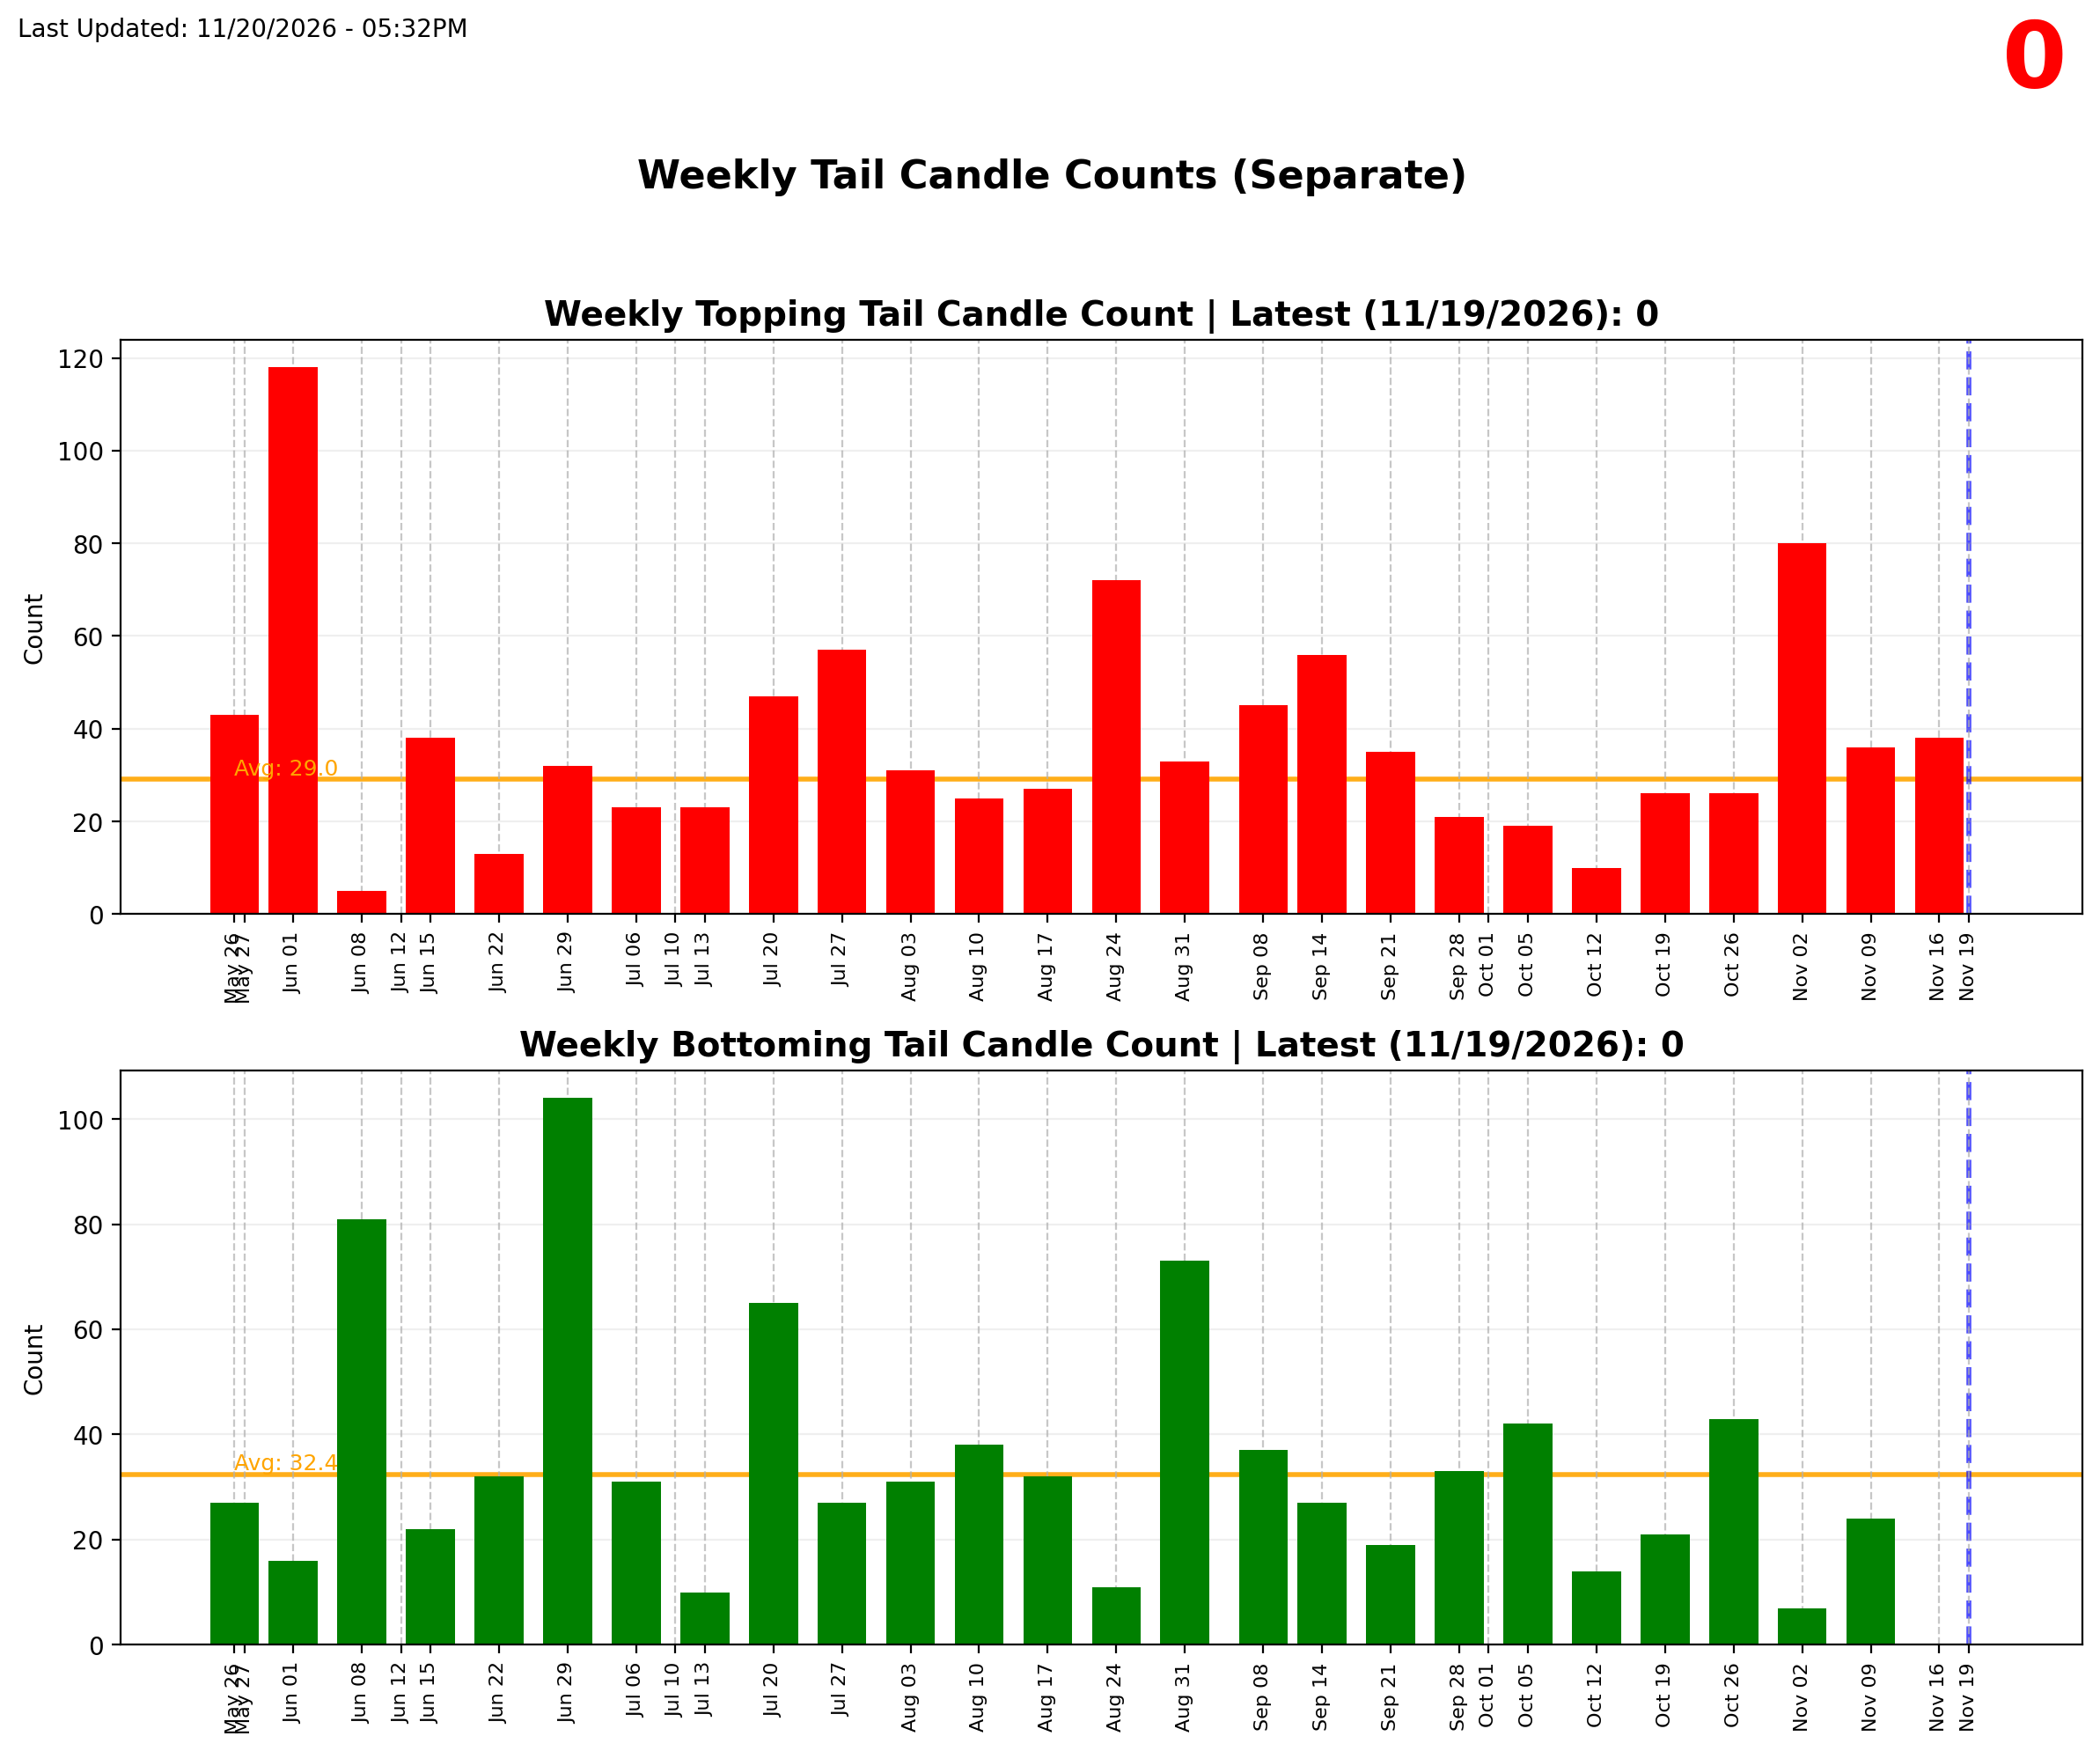 Last Updated: 11/20/2026 - 05:32PM
0
Weekly Tail Candle Counts (Separate)
Weekly Topping Tail Candle Count | Latest (11/19/2026): 0
120
100
80
60
40
20
0
Count
Avg: 29.0
May 26
May 27
Jun 01
Jun 08
Jun 12
Jun 15
Jun 22
Jun 29
Jul 06
Jul 10
Jul 13
Jul 20
Jul 27
Aug 03
Aug 10
Aug 17
Aug 24
Aug 31
Sep 08
Sep 14
Sep 21
Sep 28
Oct 01
Oct 05
Oct 12
Oct 19
Oct 26
Nov 02
Nov 09
Nov 16
Nov 19
Weekly Bottoming Tail Candle Count | Latest (11/19/2026): 0
100
80
60
40
20
0
Count
Avg: 32.4
May 26
May 27
Jun 01
Jun 08
Jun 12
Jun 15
Jun 22
Jun 29
Jul 06
Jul 10
Jul 13
Jul 20
Jul 27
Aug 03
Aug 10
Aug 17
Aug 24
Aug 31
Sep 08
Sep 14
Sep 21
Sep 28
Oct 01
Oct 05
Oct 12
Oct 19
Oct 26
Nov 02
Nov 09
Nov 16
Nov 19